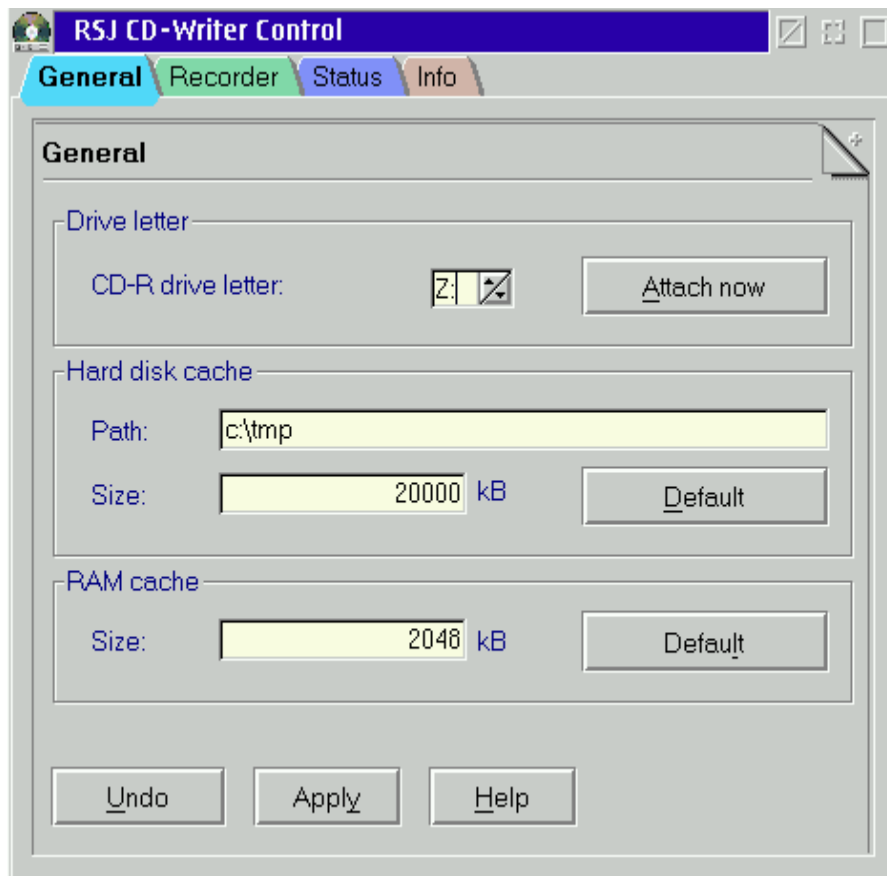 RSJ CD-Writer Control
General Recorder Status Info
General
Drive letter
CD-R drive letter: Z: Attach now
Hard disk cache
Path: c:\tmp
Size: 20000 kB Default
RAM cache
Size: 2048 kB Default
Undo Apply Help